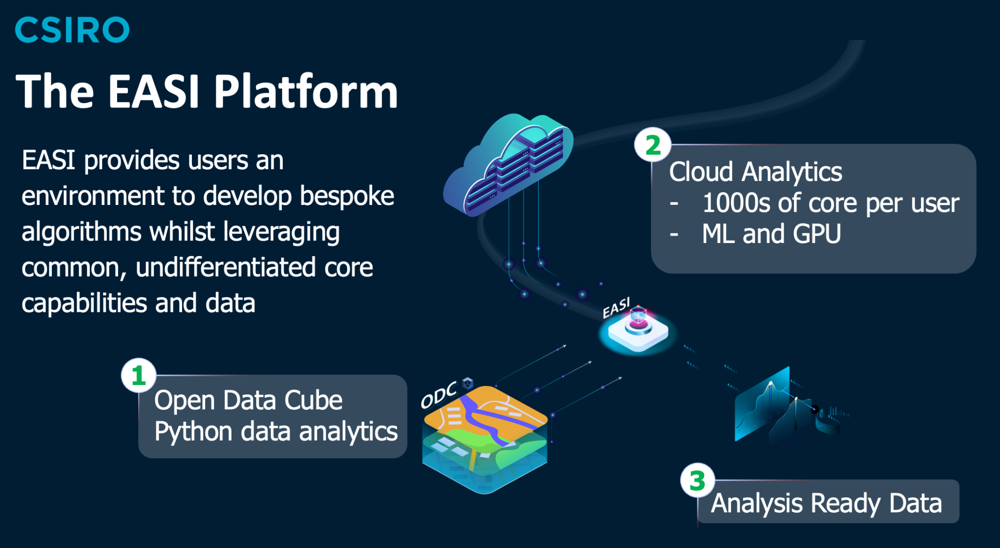 CSIRO
The EASI Platform
EASI provides users an
environment to develop bespoke
algorithms whilst leveraging
common, undifferentiated core
capabilities and data
2
Cloud Analytics
- 1000s of core per user
- ML and GPU
EASI
1
Open Data Cube
Python data analytics
ODC
3
Analysis Ready Data